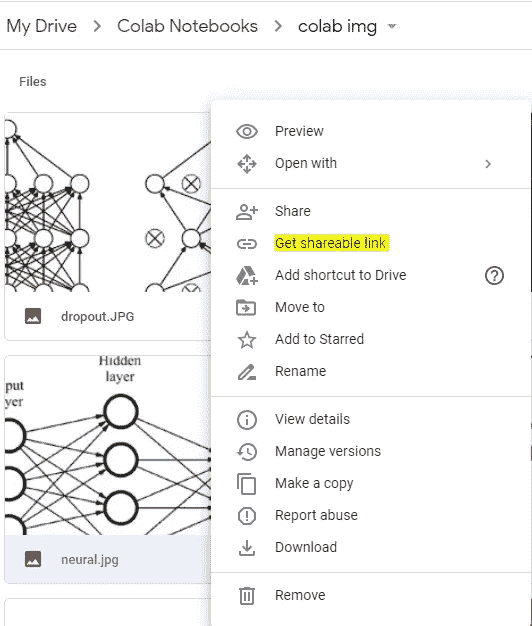 My Drive > Colab Notebooks > colab img
Files
Preview
Open with
Share
Get shareable link
Add shortcut to Drive
Move to
Add to Starred
Rename
View details
Manage versions
Make a copy
Report abuse
Download
Remove
dropout.JPG
Hidden
layer
put
yer
neural.jpg